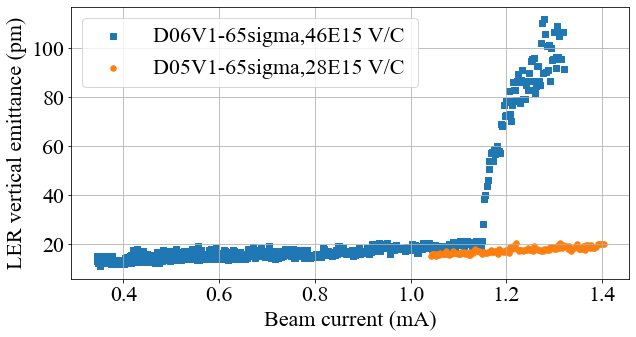 D06V1-65sigma,46E15 V/C
D05V1-65sigma,28E15 V/C
LER vertical emittance (pm)
100
80
60
40
20
0.4 0.6 0.8 1.0 1.2 1.4
Beam current (mA)